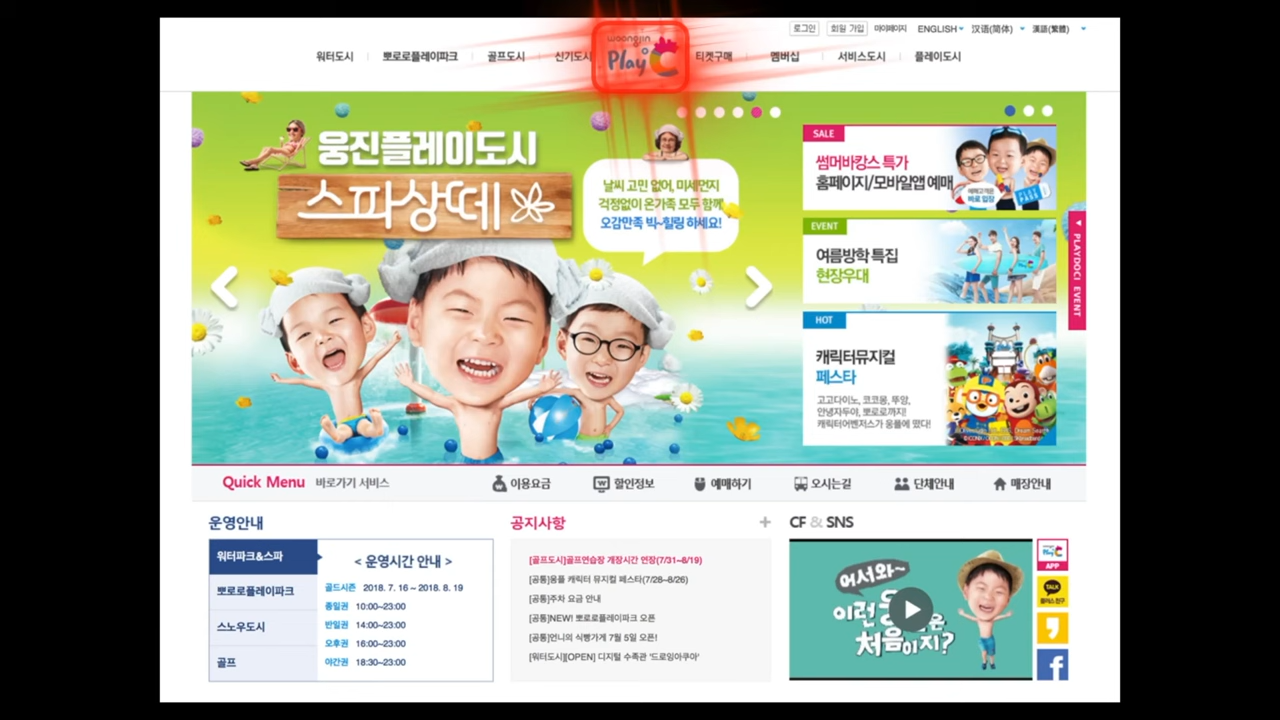 로그인 회원 가입 마이페이지 ENGLISH 汉语(简体) 漢語(繁體)
워터도시 뽀로로플레이파크 골프도시 신기도시 woongjin Play°C 티켓구매 멤버십 서비스도시 플레이도시
웅진플레이도시
스파상떼
날씨 고민 없어, 미세먼지
걱정없이 온가족 모두 함께
오감만족 빅~힐링 하세요!
SALE
썸머바캉스 특가
홈페이지/모바일앱 예매
예매고객은
바로 입장
EVENT
여름방학 특집
현장우대
HOT
캐릭터뮤지컬
페스타
고고다이노, 코코몽, 뚜앙,
안녕자두야, 뽀로로까지!
캐릭터어벤저스가 웅플에 떴다!
PLAYDOCI EVENT
Quick Menu 바로가기 서비스 이용요금 할인정보 예매하기 오시는길 단체안내 매장안내
운영안내
워터파크&스파
뽀로로플레이파크
스노우도시
골프
< 운영시간 안내 >
골드시즌 2018. 7. 16 ~ 2018. 8. 19
종일권 10:00~23:00
반일권 14:00~23:00
오후권 16:00~23:00
야간권 18:30~23:00
공지사항
[골프도시]골프연습장 개장시간 연장(7/31~8/19)
[공통]웅플 캐릭터 뮤지컬 페스타(7/28~8/26)
[공통]주차 요금 안내
[공통]NEW! 뽀로로플레이파크 오픈
[공통]언니의 식빵가게 7월 5일 오픈!
[워터도시][OPEN] 디지털 수족관 '드로잉아쿠아'
CF & SNS
어서와~
이런 웅
처음이지?
APP
TALK
플러스친구